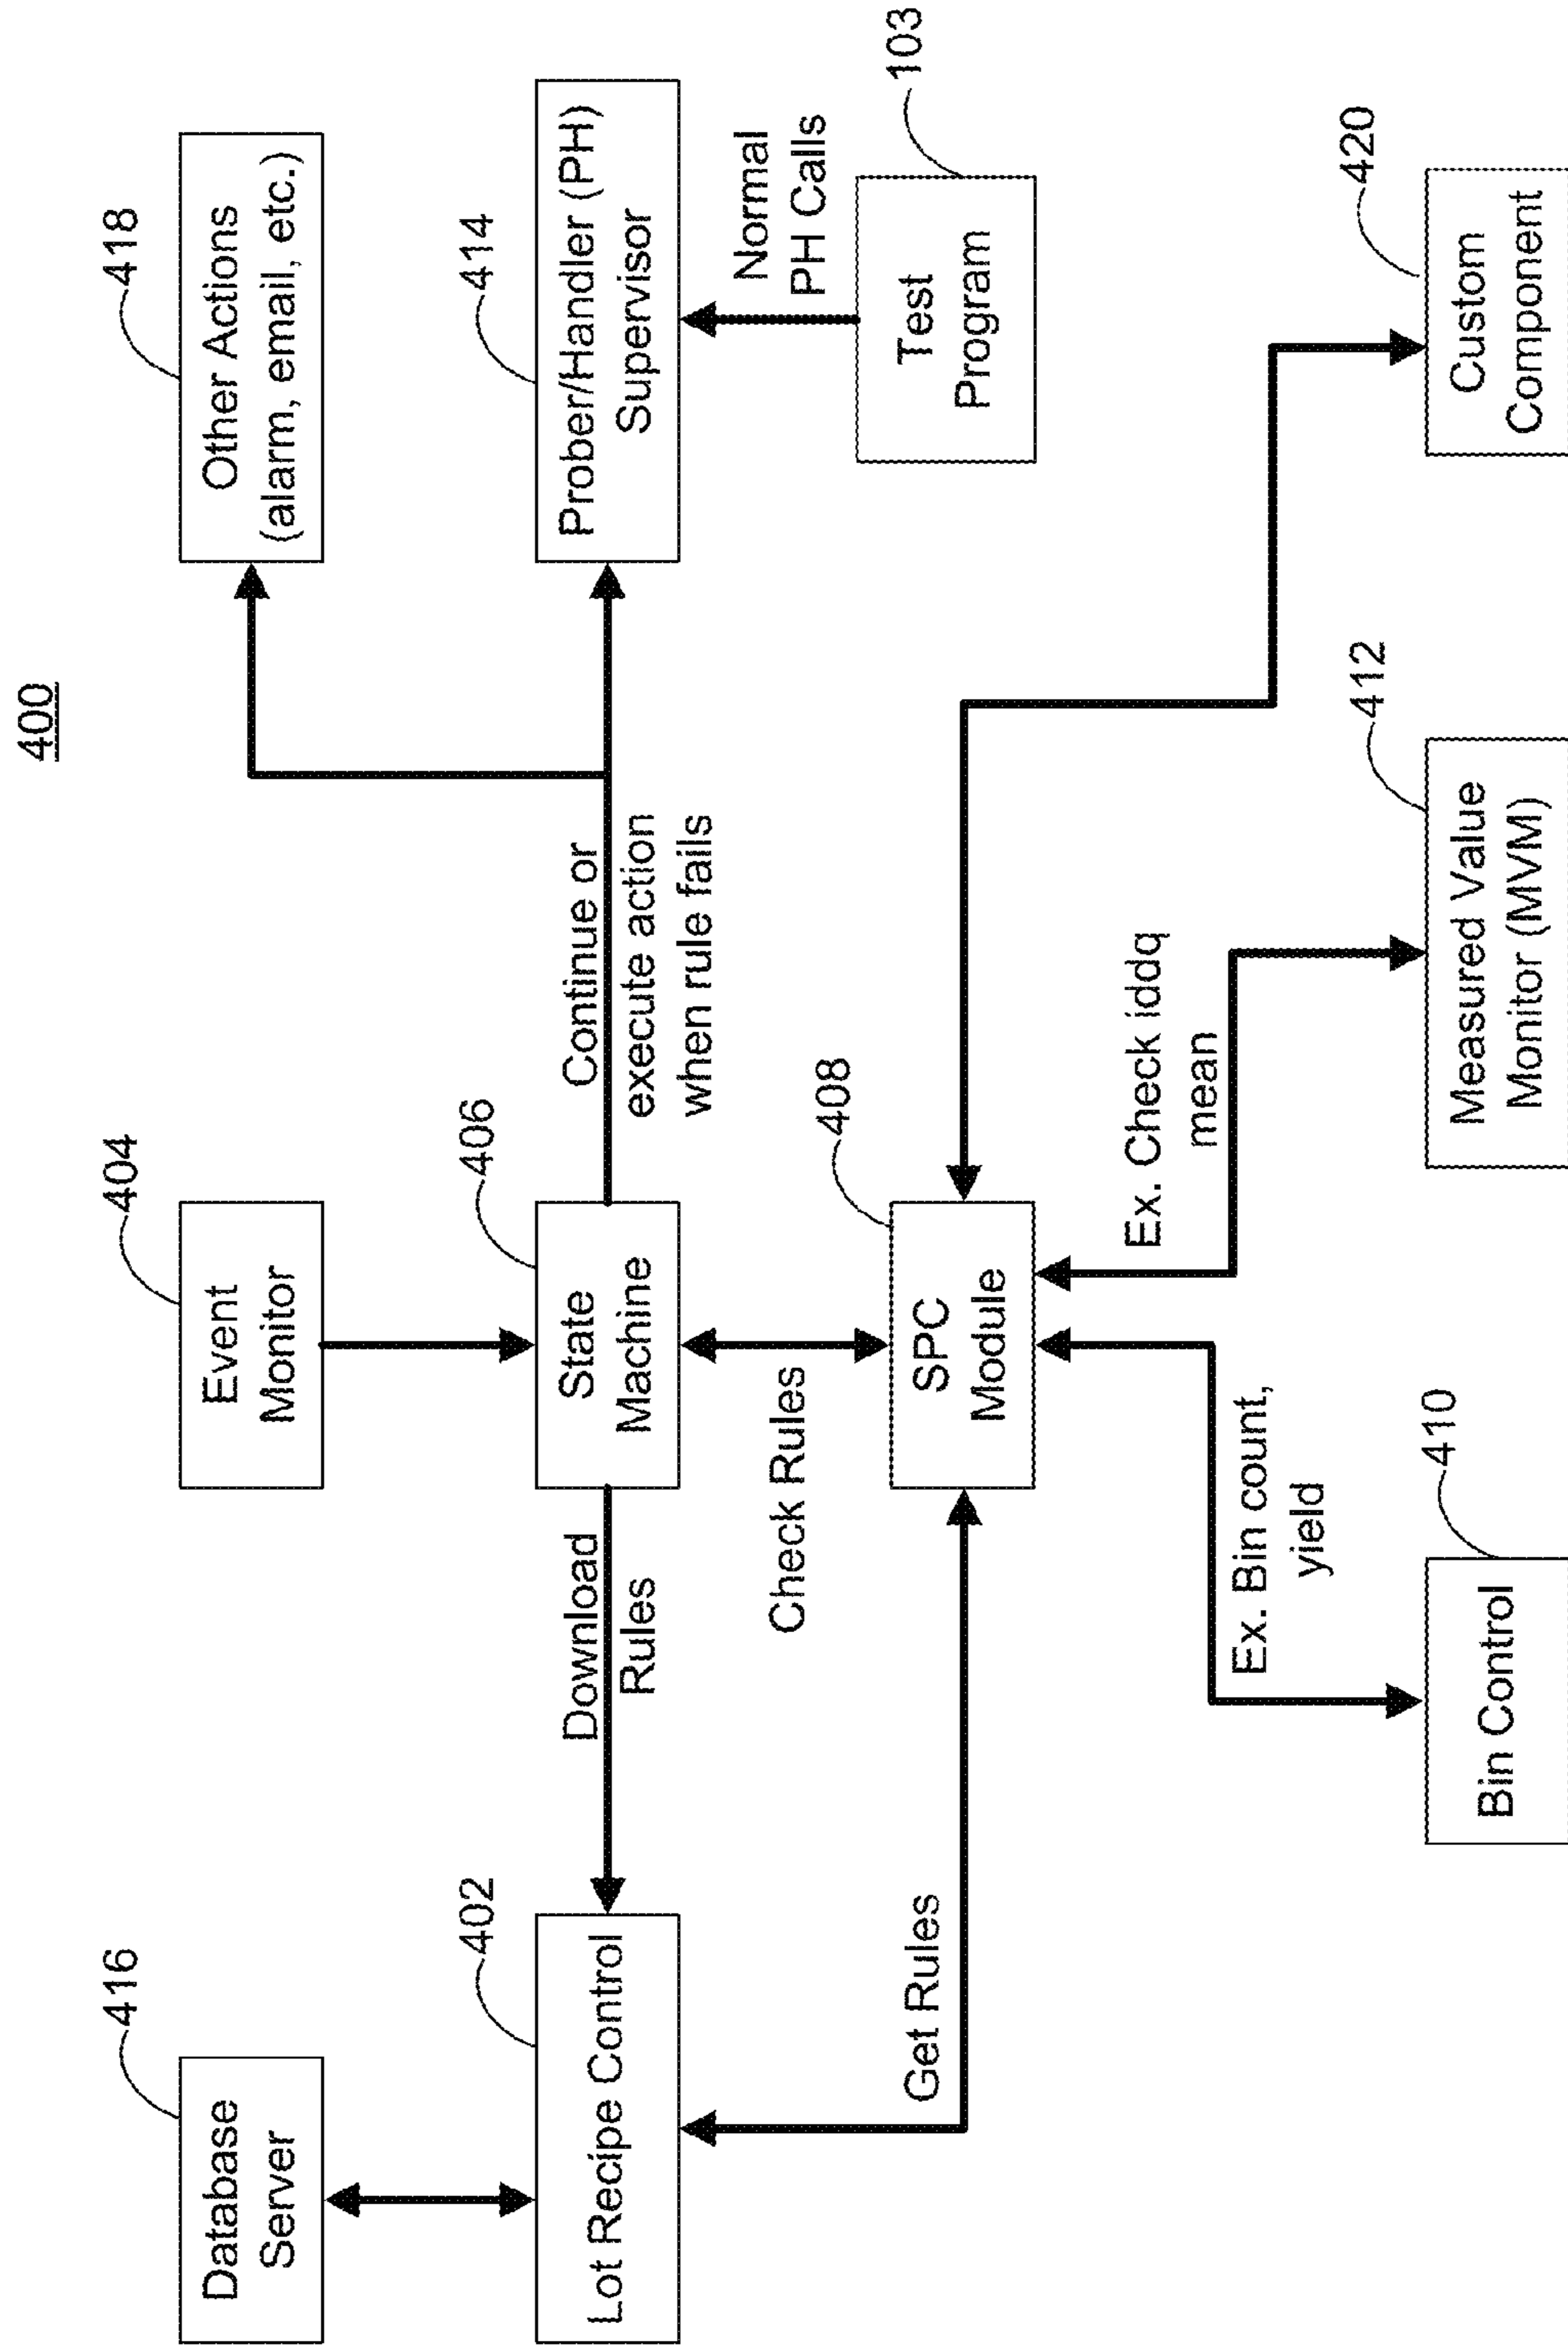 400
416
Database
Server
404
Event
Monitor
418
Other Actions
(alarm, email, etc.)
402
Lot Recipe Control
Download
Rules
406
State
Machine
Continue or
execute action
when rule fails
414
Prober/Handler (PH)
Supervisor
Normal
PH Calls
103
Test
Program
Check Rules
Get Rules
408
SPC
Module
Ex. Bin count,
yield
Ex. Check iddq
mean
410
Bin Control
412
Measured Value
Monitor (MVM)
420
Custom
Component